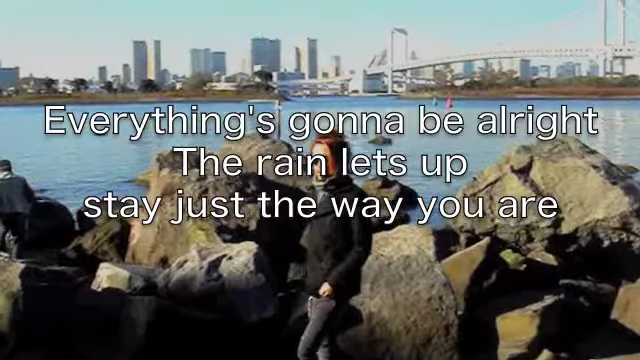 Everything's gonna be alright
The rain lets up
stay just the way you are